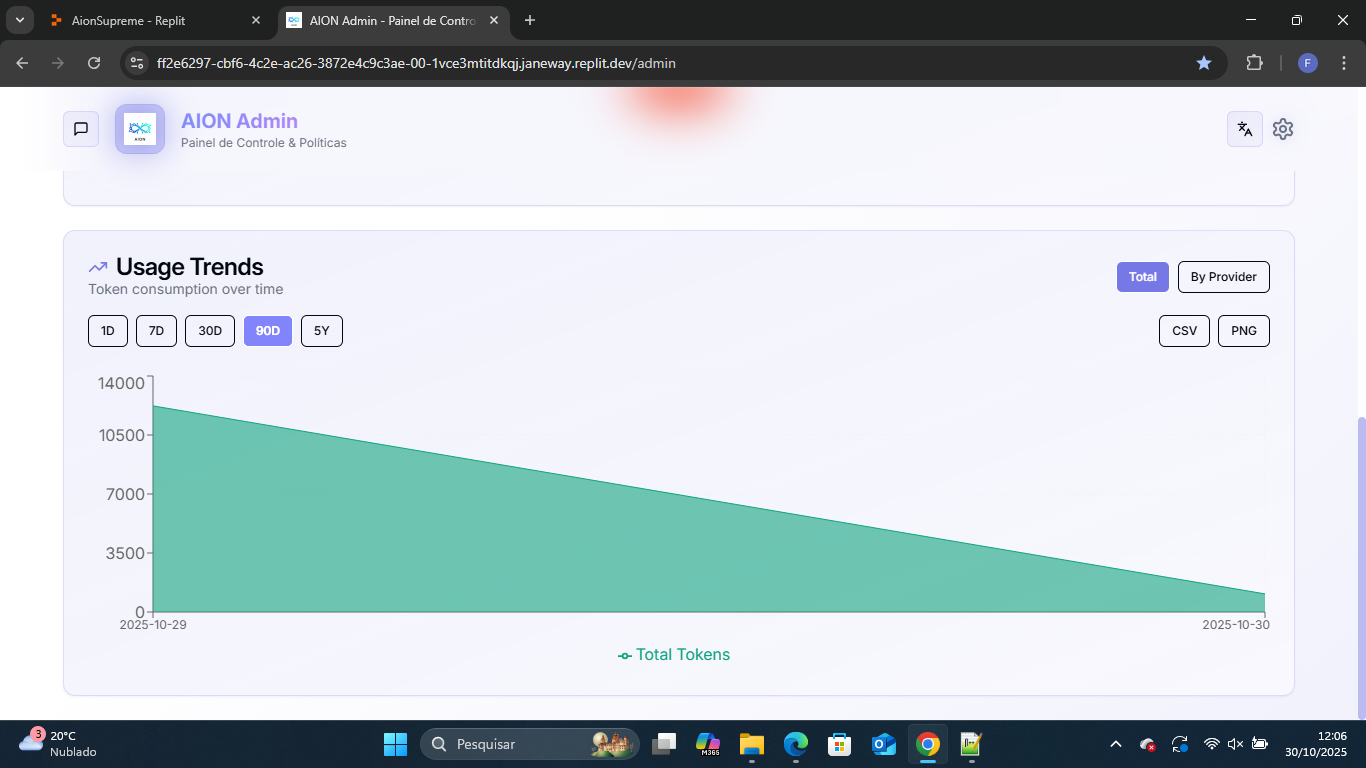 AionSupreme - Replit
AION Admin - Painel de Contro
ff2e6297-cbf6-4c2e-ac26-3872e4c9c3ae-00-1vce3mtitdkqj.janeway.replit.dev/admin
F
AION
AION Admin
Painel de Controle & Políticas
Usage Trends
Token consumption over time
Total
By Provider
1D
7D
30D
90D
5Y
CSV
PNG
14000
10500
7000
3500
0
2025-10-29
2025-10-30
Total Tokens
3
20°C
Nublado
Pesquisar
M365
12:06
30/10/2025